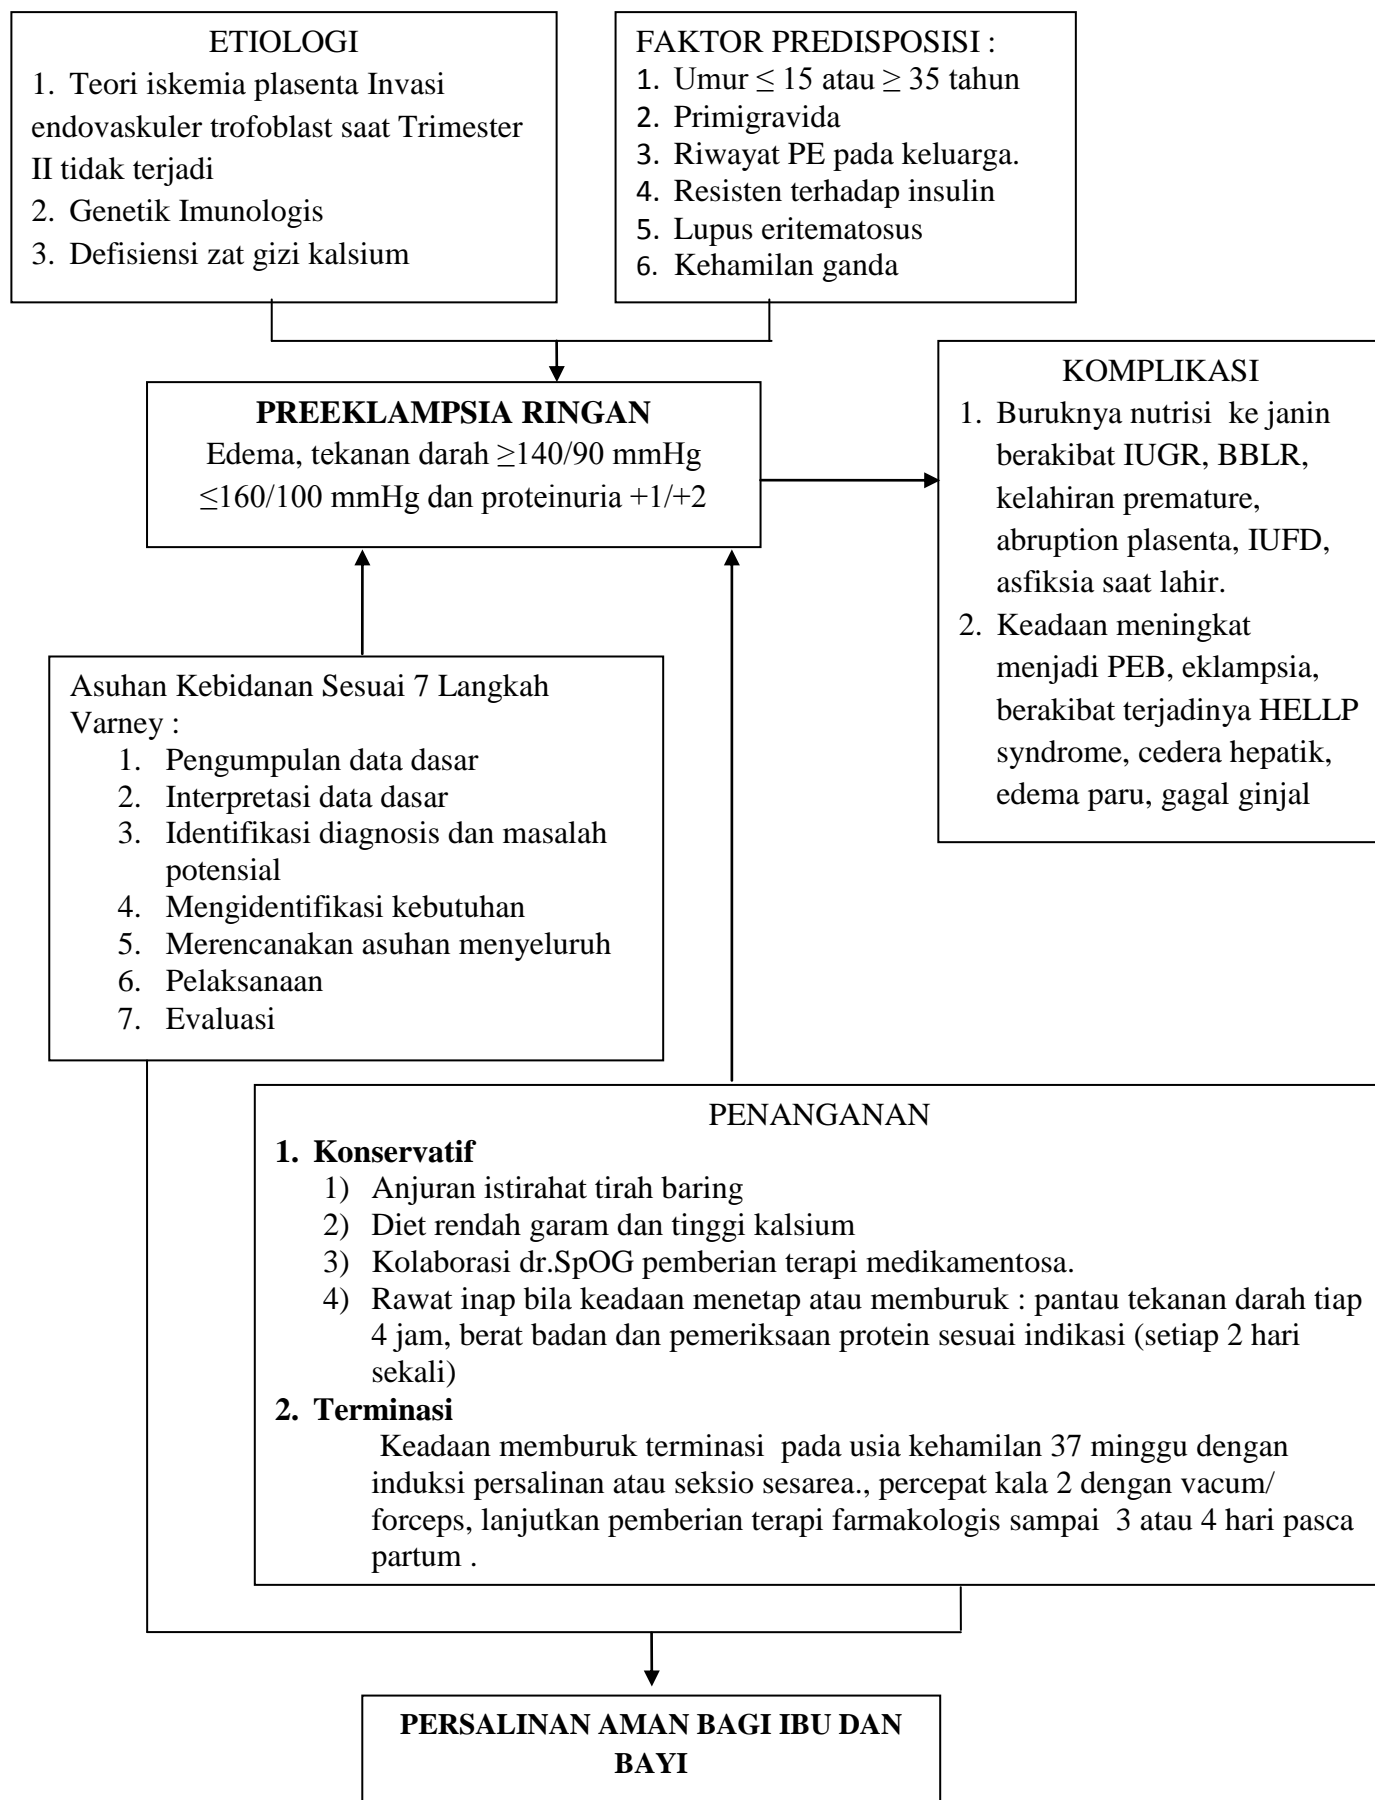 ETIOLOGI
1. Teori iskemia plasenta Invasi
endovaskuler trofoblast saat Trimester
II tidak terjadi
2. Genetik Imunologis
3. Defisiensi zat gizi kalsium
FAKTOR PREDISPOSISI :
1. Umur ≤ 15 atau ≥ 35 tahun
2. Primigravida
3. Riwayat PE pada keluarga.
4. Resisten terhadap insulin
5. Lupus eritematosus
6. Kehamilan ganda
PREEKLAMPSIA RINGAN
Edema, tekanan darah ≥140/90 mmHg
≤160/100 mmHg dan proteinuria +1/+2
KOMPLIKASI
1. Buruknya nutrisi ke janin
berakibat IUGR, BBLR,
kelahiran premature,
abruption plasenta, IUFD,
asfiksia saat lahir.
2. Keadaan meningkat
menjadi PEB, eklampsia,
berakibat terjadinya HELLP
syndrome, cedera hepatik,
edema paru, gagal ginjal
Asuhan Kebidanan Sesuai 7 Langkah
Varney :
1. Pengumpulan data dasar
2. Interpretasi data dasar
3. Identifikasi diagnosis dan masalah
potensial
4. Mengidentifikasi kebutuhan
5. Merencanakan asuhan menyeluruh
6. Pelaksanaan
7. Evaluasi
PENANGANAN
1. Konservatif
1) Anjuran istirahat tirah baring
2) Diet rendah garam dan tinggi kalsium
3) Kolaborasi dr.SpOG pemberian terapi medikamentosa.
4) Rawat inap bila keadaan menetap atau memburuk : pantau tekanan darah tiap
4 jam, berat badan dan pemeriksaan protein sesuai indikasi (setiap 2 hari
sekali)
2. Terminasi
Keadaan memburuk terminasi pada usia kehamilan 37 minggu dengan
induksi persalinan atau seksio sesarea., percepat kala 2 dengan vacum/
forceps, lanjutkan pemberian terapi farmakologis sampai 3 atau 4 hari pasca
partum .
PERSALINAN AMAN BAGI IBU DAN
BAYI